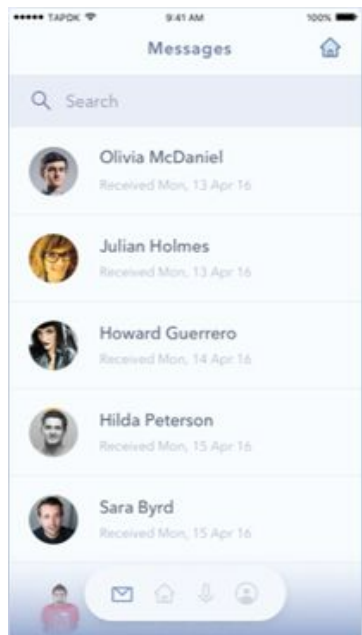 TAPDK 9:41 AM 100%
Messages
Search
Olivia McDaniel
Received Mon, 13 Apr 16
Julian Holmes
Received Mon, 13 Apr 16
Howard Guerrero
Received Mon, 14 Apr 16
Hilda Peterson
Received Mon, 15 Apr 16
Sara Byrd
Received Mon, 15 Apr 16